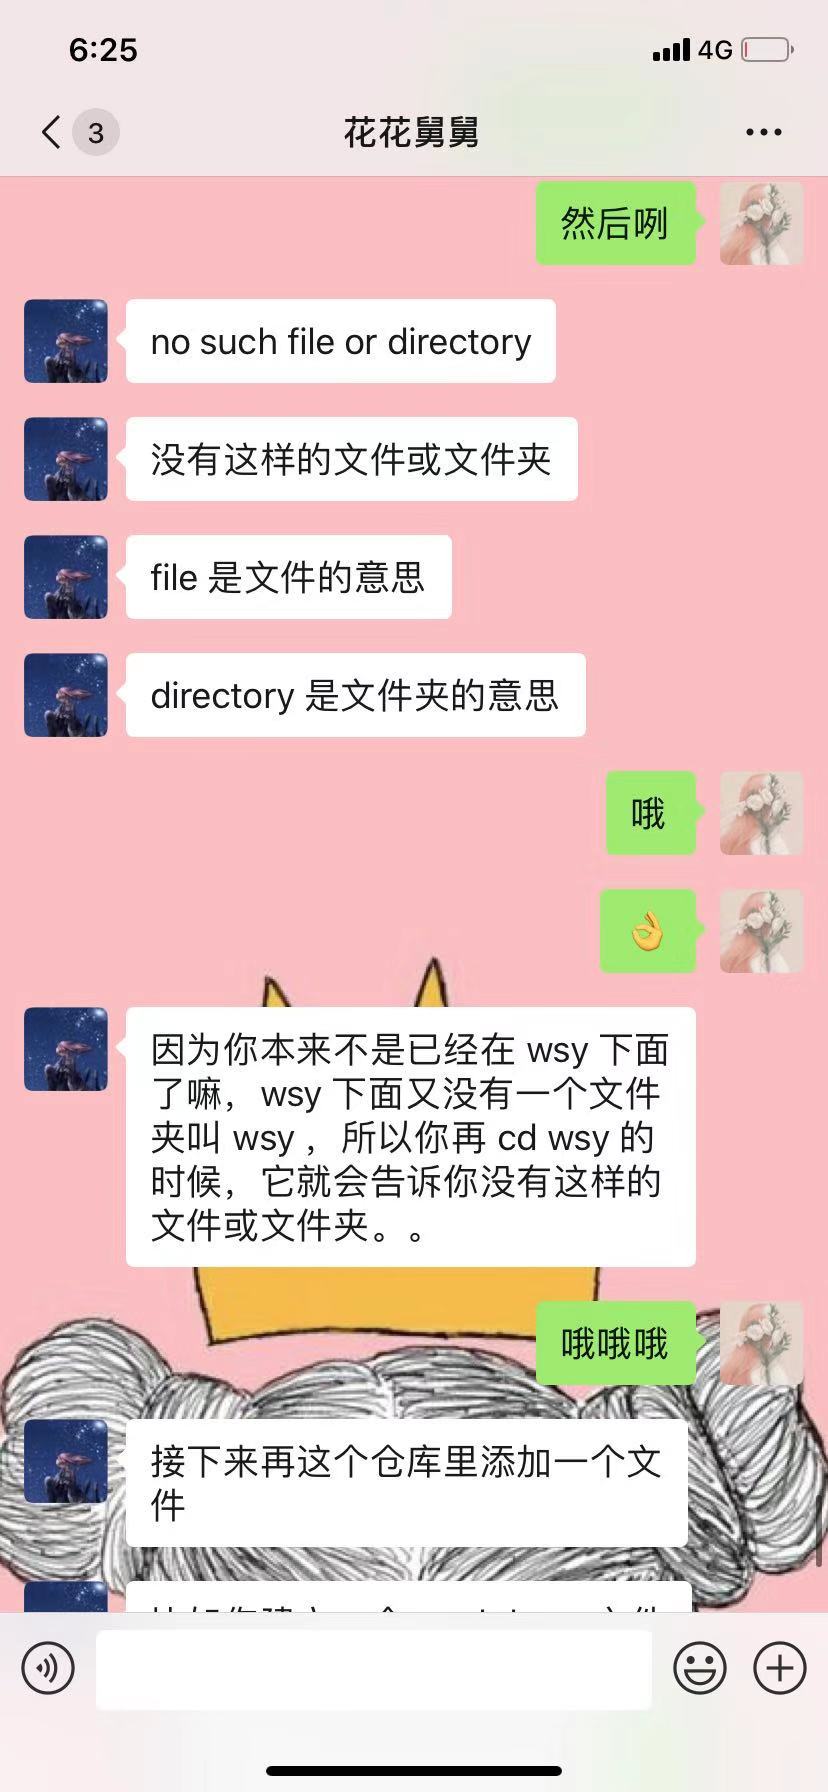 6:25
4G
3
花花舅舅
然后咧
no such file or directory
没有这样的文件或文件夹
file 是文件的意思
directory 是文件夹的意思
哦
👌
因为你本来不是已经在 wsy 下面
了嘛，wsy 下面又没有一个文件
夹叫 wsy ，所以你再 cd wsy 的
时候，它就会告诉你没有这样的
文件或文件夹。。
哦哦哦
接下来再这个仓库里添加一个文
件